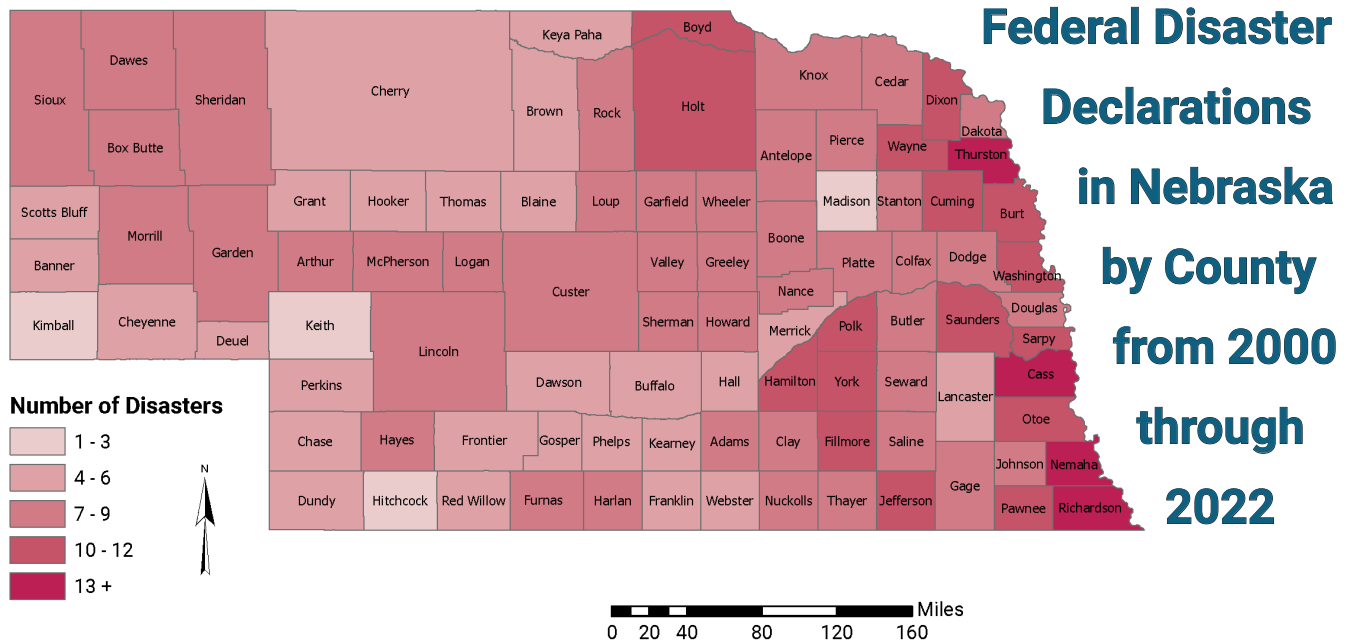 Federal Disaster
Declarations
in Nebraska
by County
from 2000
through
2022
Keya Paha
Boyd
Dawes
Sioux
Sheridan
Cherry
Brown
Rock
Holt
Knox
Cedar
Dixon
Dakota
Box Butte
Antelope
Pierce
Wayne
Thurston
Scotts Bluff
Grant
Hooker
Thomas
Blaine
Loup
Garfield
Wheeler
Madison
Stanton
Cuming
Burt
Morrill
Garden
Boone
Banner
Arthur
McPherson
Logan
Custer
Valley
Greeley
Platte
Colfax
Dodge
Washington
Nance
Kimball
Cheyenne
Keith
Sherman
Howard
Merrick
Polk
Butler
Saunders
Douglas
Deuel
Lincoln
Sarpy
Perkins
Dawson
Buffalo
Hall
Hamilton
York
Seward
Lancaster
Cass
Chase
Hayes
Frontier
Gosper
Phelps
Kearney
Adams
Clay
Fillmore
Saline
Otoe
Johnson
Nemaha
Dundy
Hitchcock
Red Willow
Furnas
Harlan
Franklin
Webster
Nuckolls
Thayer
Jefferson
Gage
Pawnee
Richardson
Number of Disasters
1 - 3
4 - 6
7 - 9
10 - 12
13 +
N
Miles
0 20 40 80 120 160